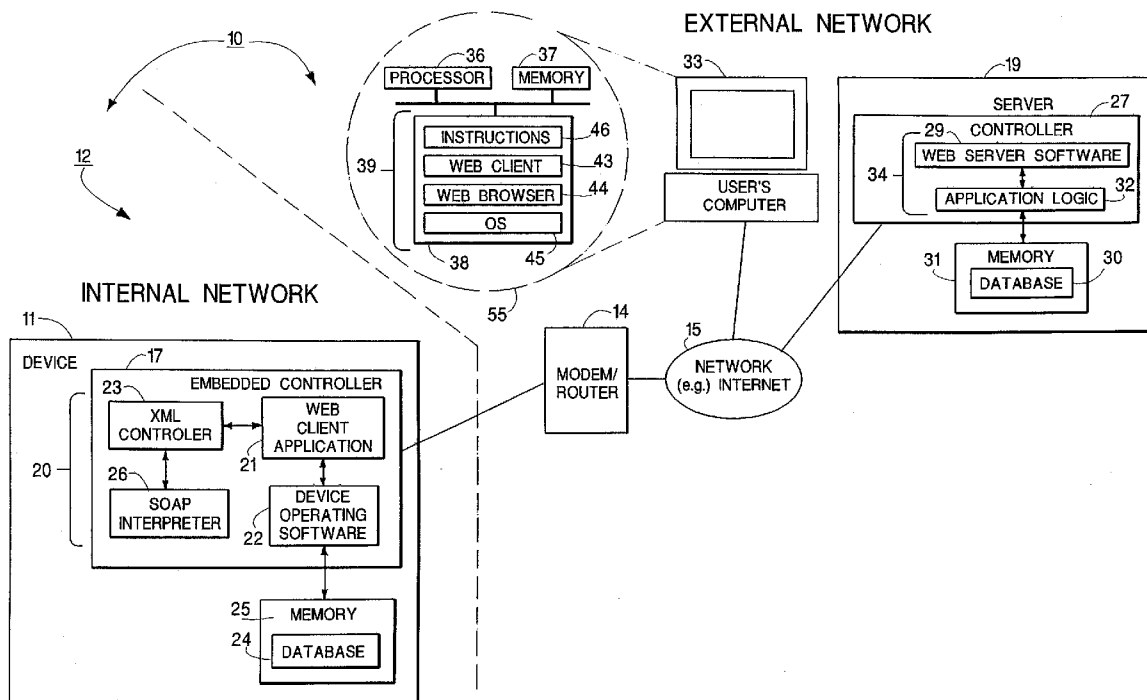 EXTERNAL NETWORK
10
12
36
PROCESSOR
37
MEMORY
39
INSTRUCTIONS
46
WEB CLIENT
43
WEB BROWSER
44
OS
38
45
55
33
USER'S
COMPUTER
19
SERVER
27
CONTROLLER
29
WEB SERVER SOFTWARE
34
32
APPLICATION LOGIC
31
MEMORY
DATABASE
30
INTERNAL NETWORK
11
DEVICE
17
EMBEDDED CONTROLLER
23
XML
CONTROLER
WEB
CLIENT
APPLICATION
21
20
26
SOAP
INTERPRETER
DEVICE
OPERATING
SOFTWARE
22
25
MEMORY
24
DATABASE
14
MODEM/
ROUTER
15
NETWORK
(e.g.) INTERNET